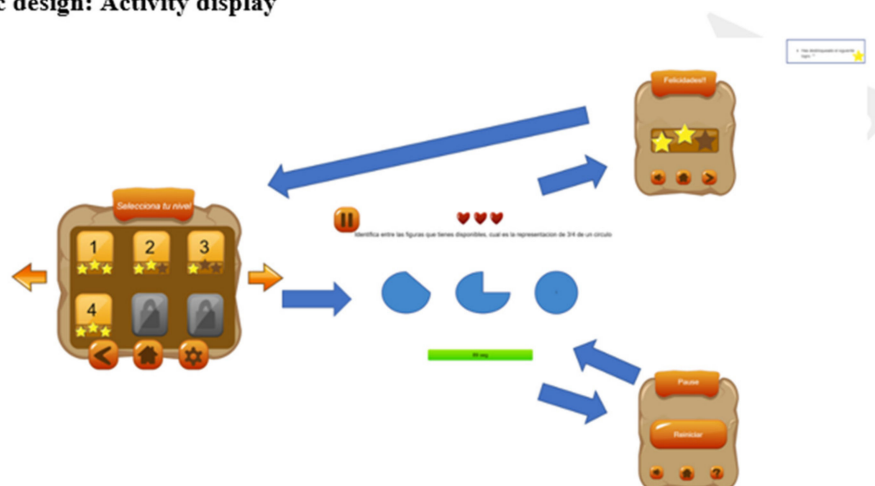 c design: Activity display
Felicidades!!
Selecciona tu nivel
1 2 3
4
Identifica entre las figuras que tienes disponibles, cual es la representacion de 3/4 de un circulo
Pause
Reiniciar
?